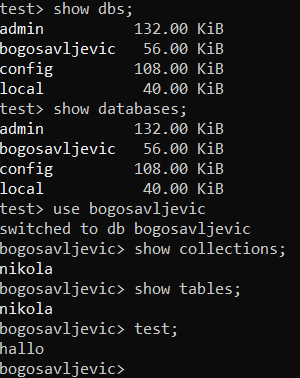 test> show dbs;
admin 132.00 KiB
bogosavljevic 56.00 KiB
config 108.00 KiB
local 40.00 KiB
test> show databases;
admin 132.00 KiB
bogosavljevic 56.00 KiB
config 108.00 KiB
local 40.00 KiB
test> use bogosavljevic
switched to db bogosavljevic
bogosavljevic> show collections;
nikola
bogosavljevic> show tables;
nikola
bogosavljevic> test;
hallo
bogosavljevic>